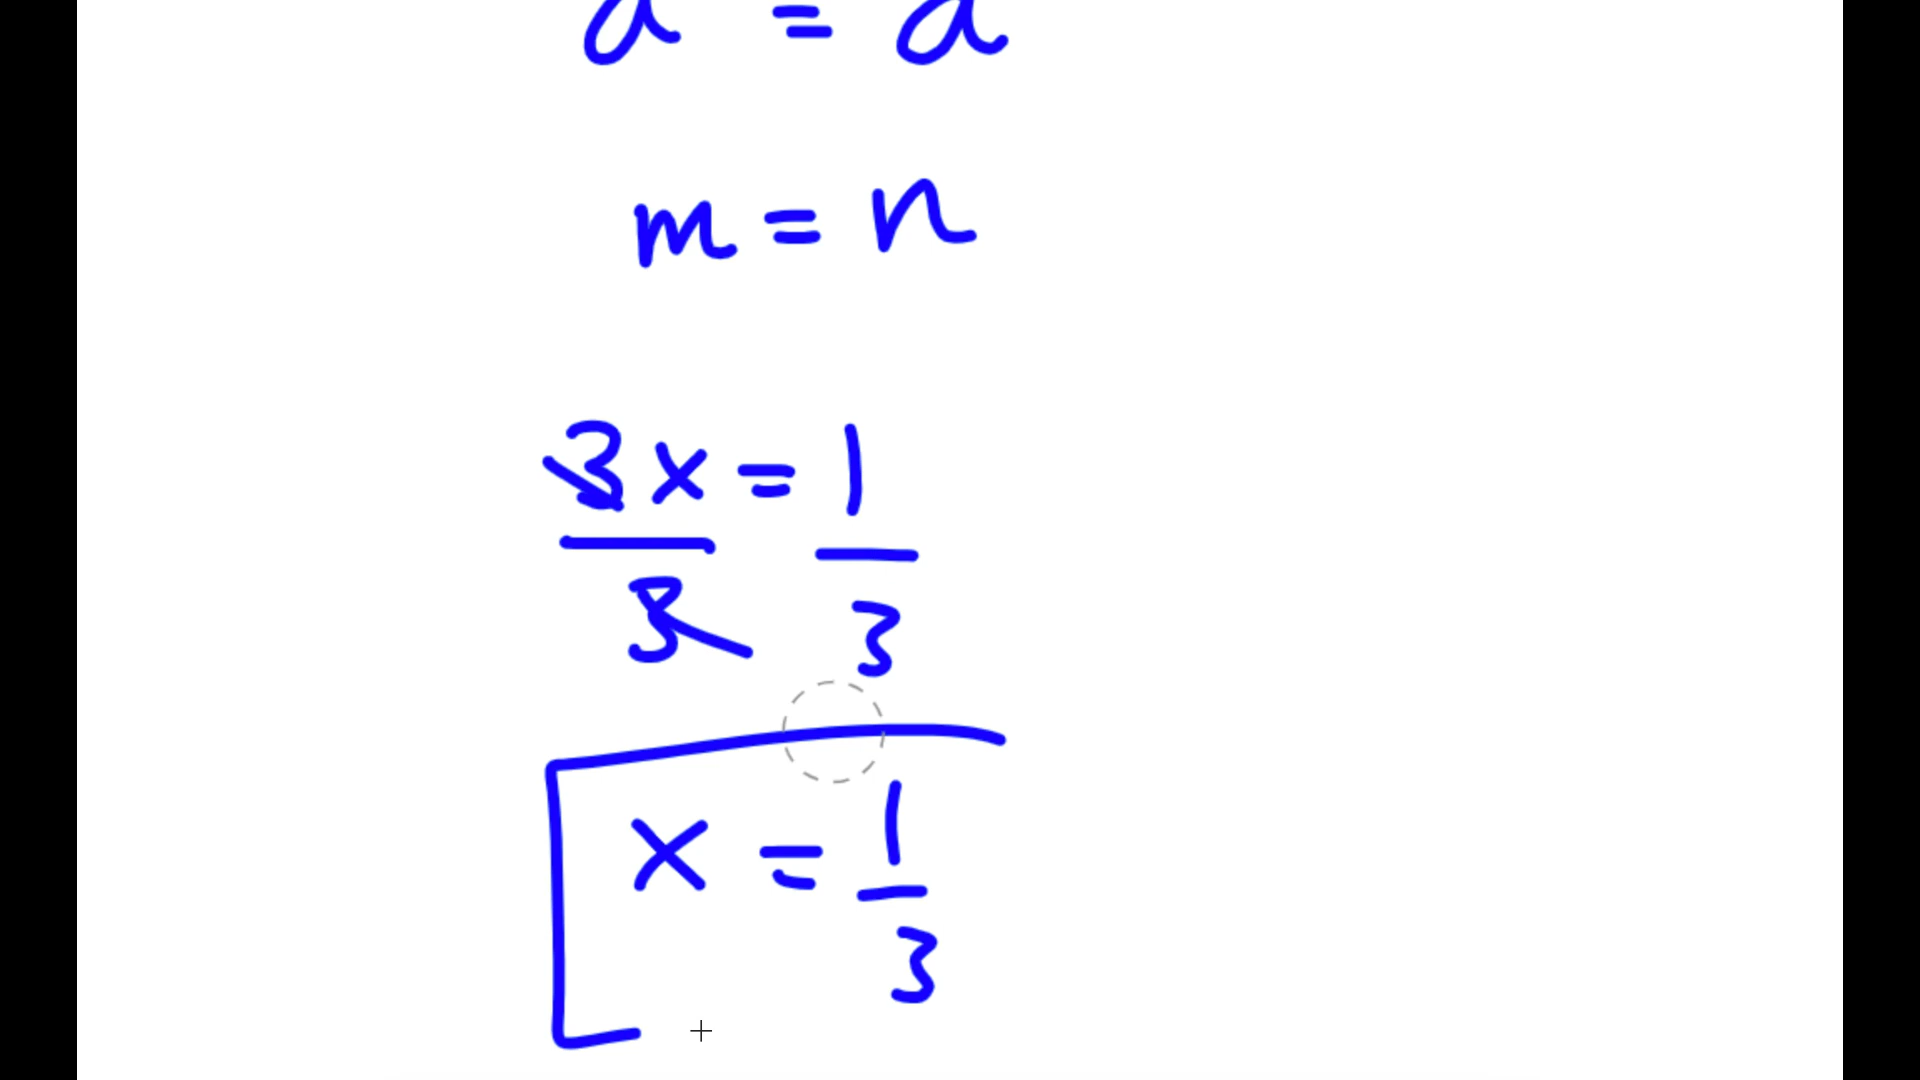 a = a
m = n
3x/3 = 1/3
x = 1/3